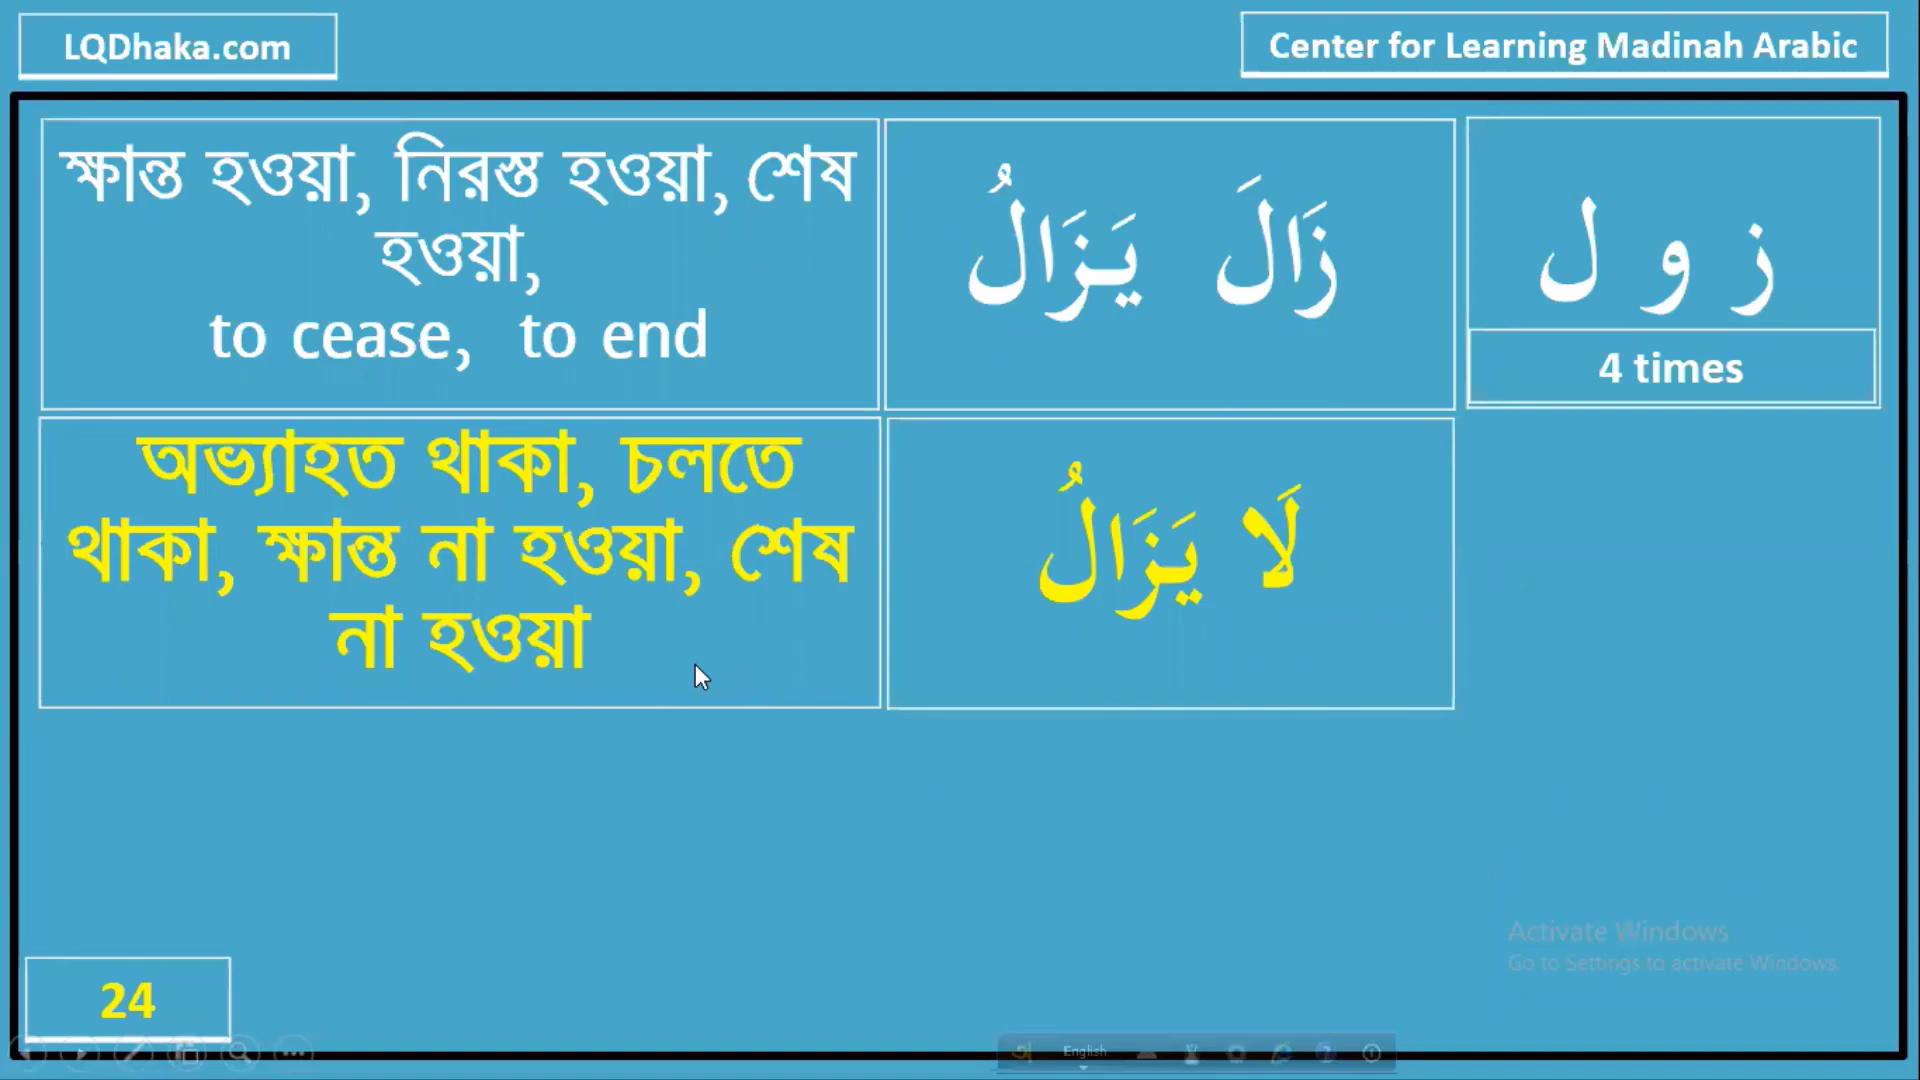 LQDhaka.com
Center for Learning Madinah Arabic
ক্ষান্ত হওয়া, নিরস্ত হওয়া, শেষ
হওয়া,
to cease, to end
زَالَ يَزَالُ
ز و ل
4 times
অভ্যাহত থাকা, চলতে
থাকা, ক্ষান্ত না হওয়া, শেষ
না হওয়া
لَا يَزَالُ
Activate Windows
Go to Settings to activate Windows.
24
English